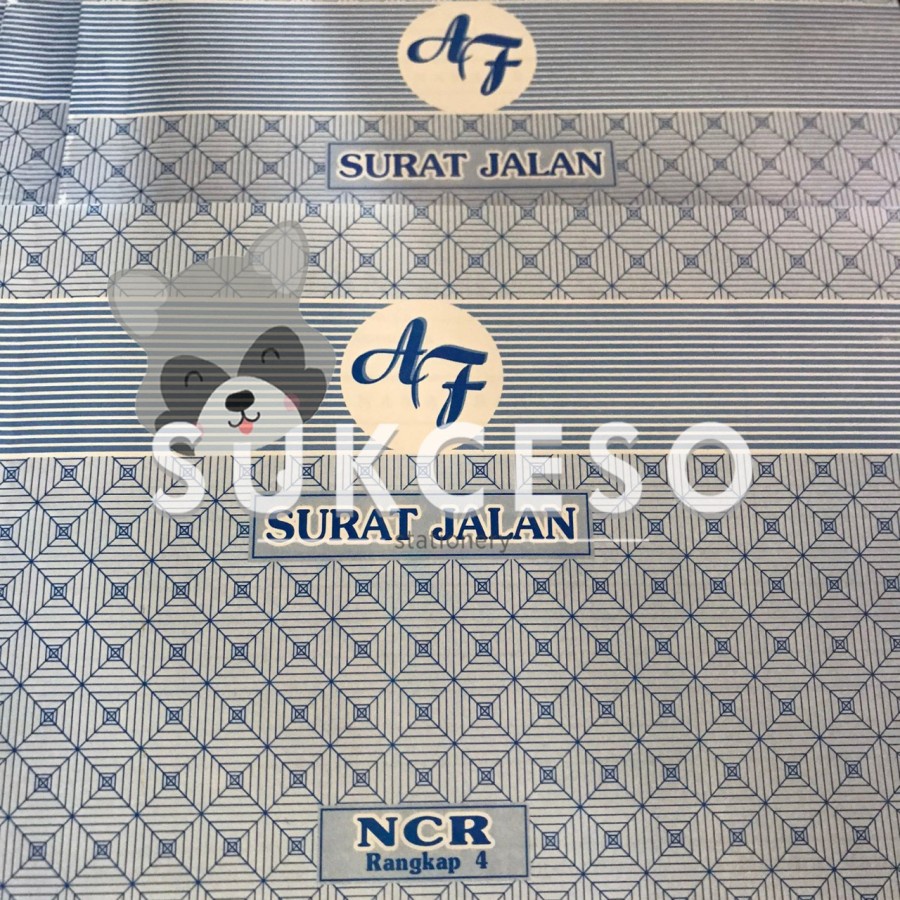 AF
SURAT JALAN
AF
SUKCESO
SURAT JALAN
stationery
NCR
Rangkap 4